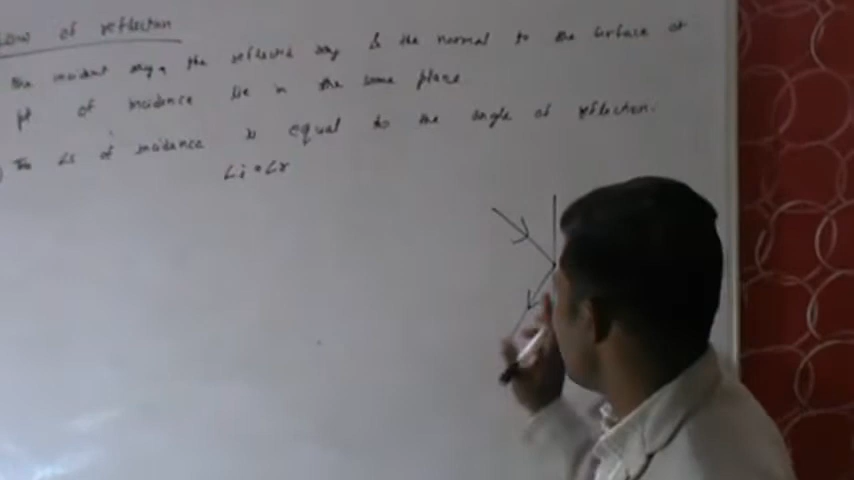 Law of reflection
The incident ray, the reflected ray & the normal to the surface at
pt of incidence lie in the same plane
) The Ls of incidence is equal to the angle of reflection.
∠i = ∠r